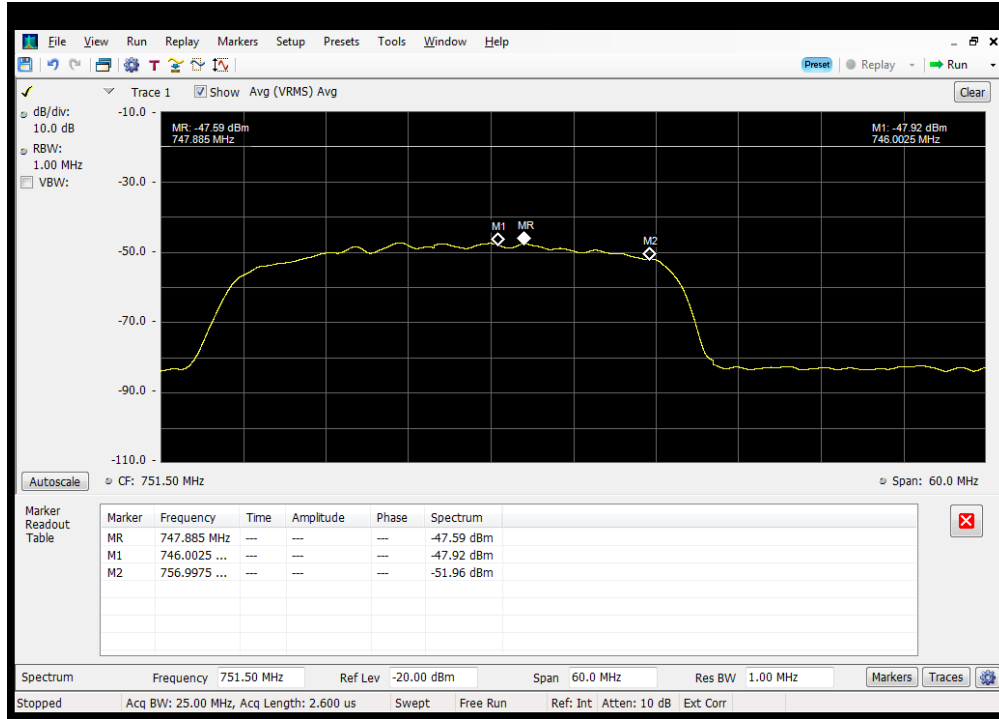 File View Run Replay Markers Setup Presets Tools Window Help
T Preset Replay Run
Trace 1 Show Avg (VRMS) Avg Clear
dB/div:
10.0 dB
RBW:
1.00 MHz
VBW:
-10.0
-30.0
-50.0
-70.0
-90.0
-110.0
MR: -47.59 dBm
747.885 MHz
M1: -47.92 dBm
746.0025 MHz
M1 MR
M2
Autoscale CF: 751.50 MHz Span: 60.0 MHz
Marker
Readout
Table
Marker Frequency Time Amplitude Phase Spectrum
MR 747.885 MHz --- --- --- -47.59 dBm
M1 746.0025 ... --- --- --- -47.92 dBm
M2 756.9975 ... --- --- --- -51.96 dBm
Spectrum Frequency 751.50 MHz Ref Lev -20.00 dBm Span 60.0 MHz Res BW 1.00 MHz Markers Traces
Stopped Acq BW: 25.00 MHz, Acq Length: 2.600 us Swept Free Run Ref: Int Atten: 10 dB Ext Corr